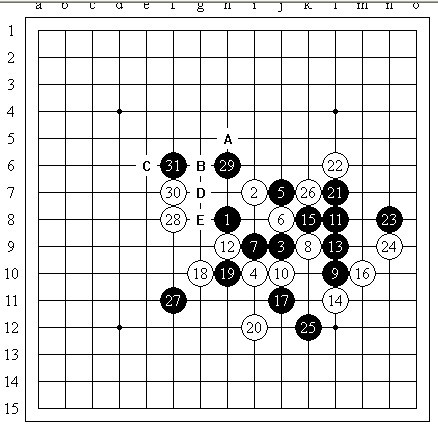 a b c d e f g h i j k l m n o
1
2
3
4
5 A
6 C 31 B 29 22
7 30 D 2 5 26 21
8 28 E 1 6 15 11 23
9 12 7 3 8 13 24
10 18 19 4 10 9 16
11 27 17 14
12 20 25
13
14
15